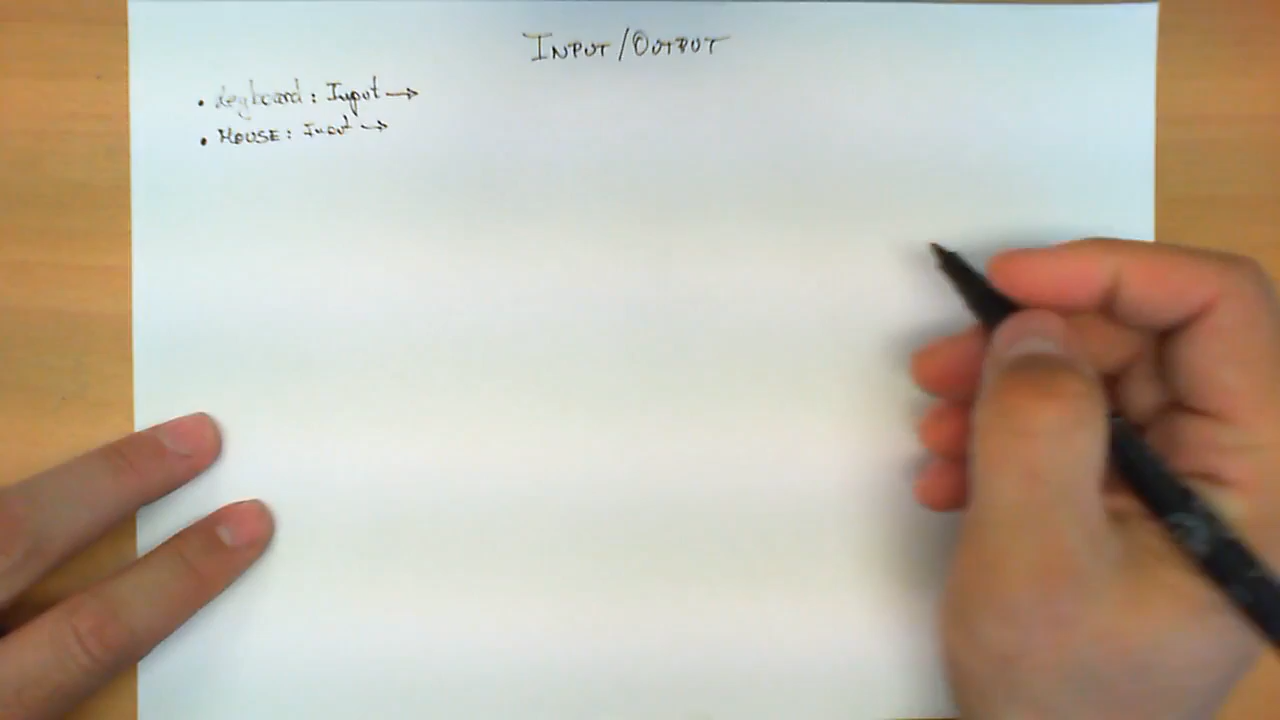 INPUT/OUTPUT
• keyboard: Input →
• MOUSE: Input →